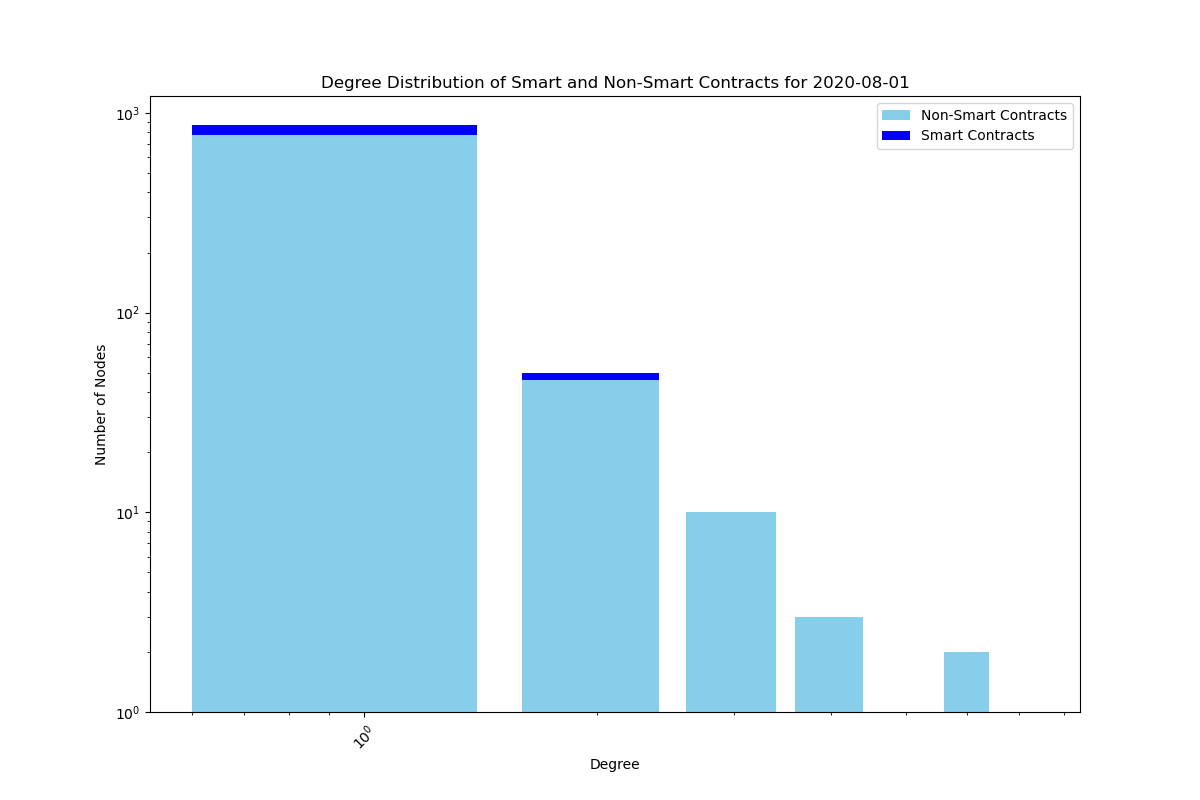 Degree Distribution of Smart and Non-Smart Contracts for 2020-08-01
Non-Smart Contracts
Smart Contracts
10³
10²
10¹
10⁰
Number of Nodes
10⁰
Degree